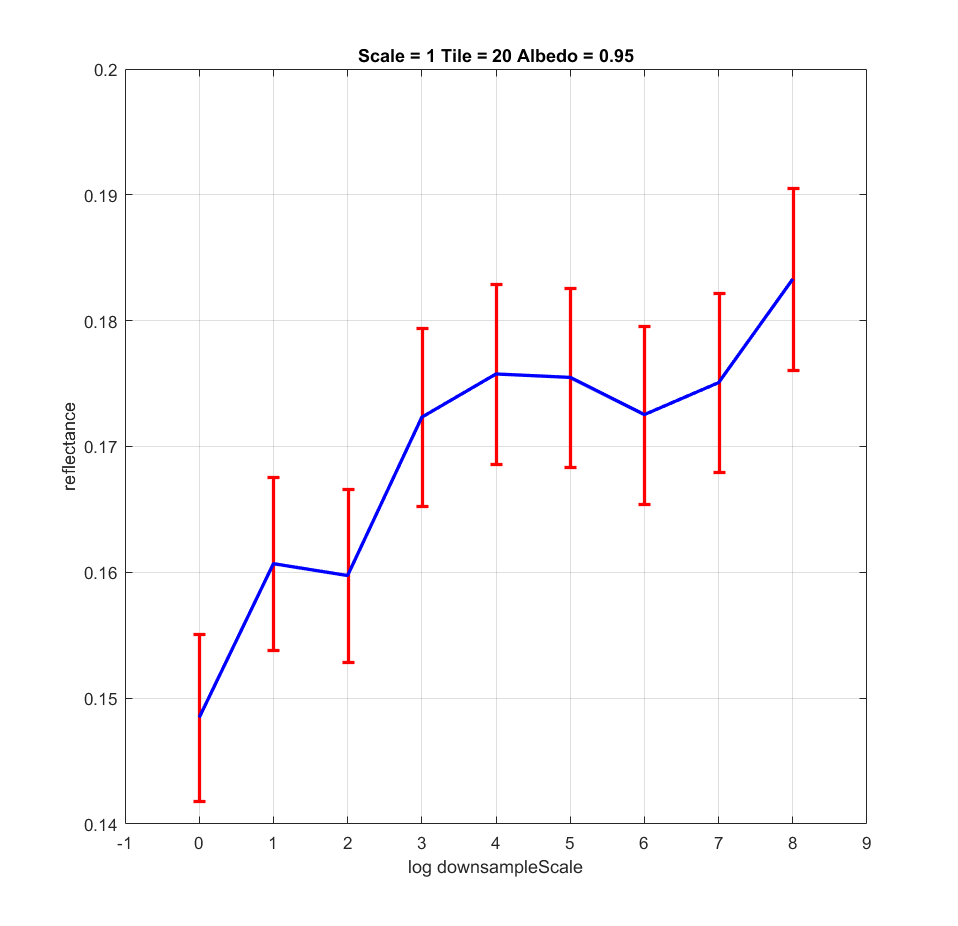 Scale = 1 Tile = 20 Albedo = 0.95
0.2
0.19
0.18
0.17
0.16
0.15
0.14
reflectance
-1 0 1 2 3 4 5 6 7 8 9
log downsampleScale